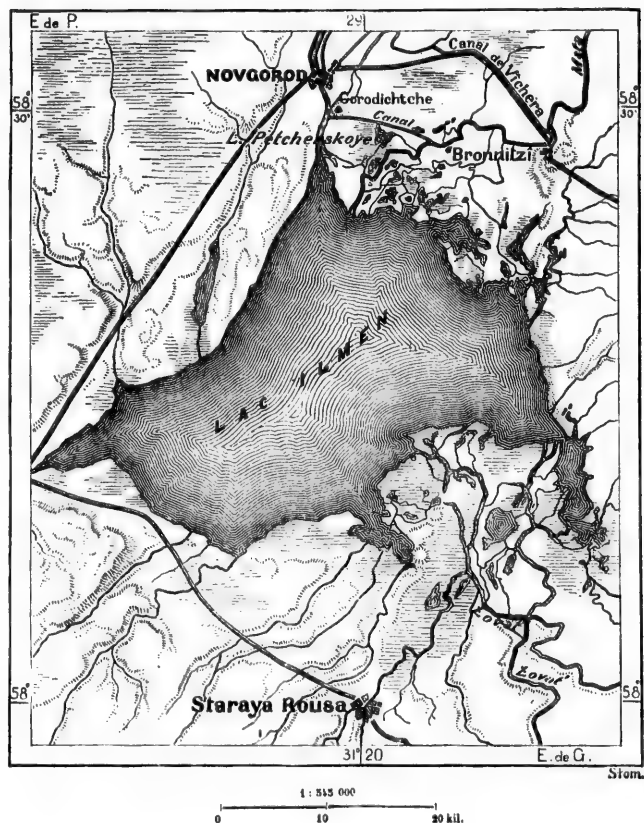 E de P.
29
NOVGOROD
Canal de Vichera
Msta
58°
30'
58°
30'
Gorodichtche
Canal
L. Petcherskoye
Bronnitzi
LAC ILMEN
Lovat
Lovat
58°
58°
Staraya Rousa
31° 20
E. de G.
Stom.
1 : 545 000
0 10 20 kil.